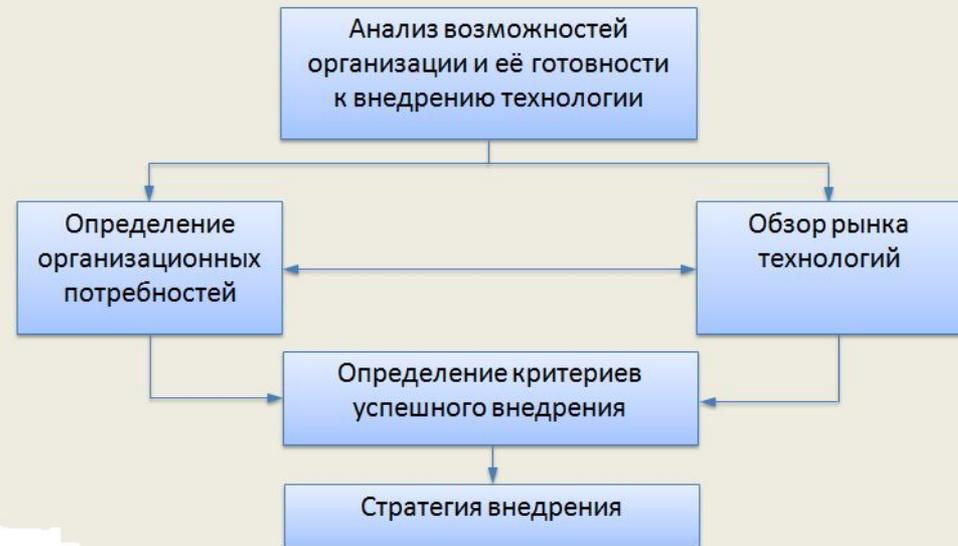 Анализ возможностей
организации и её готовности
к внедрению технологии
Определение
организационных
потребностей
Обзор рынка
технологий
Определение критериев
успешного внедрения
Стратегия внедрения